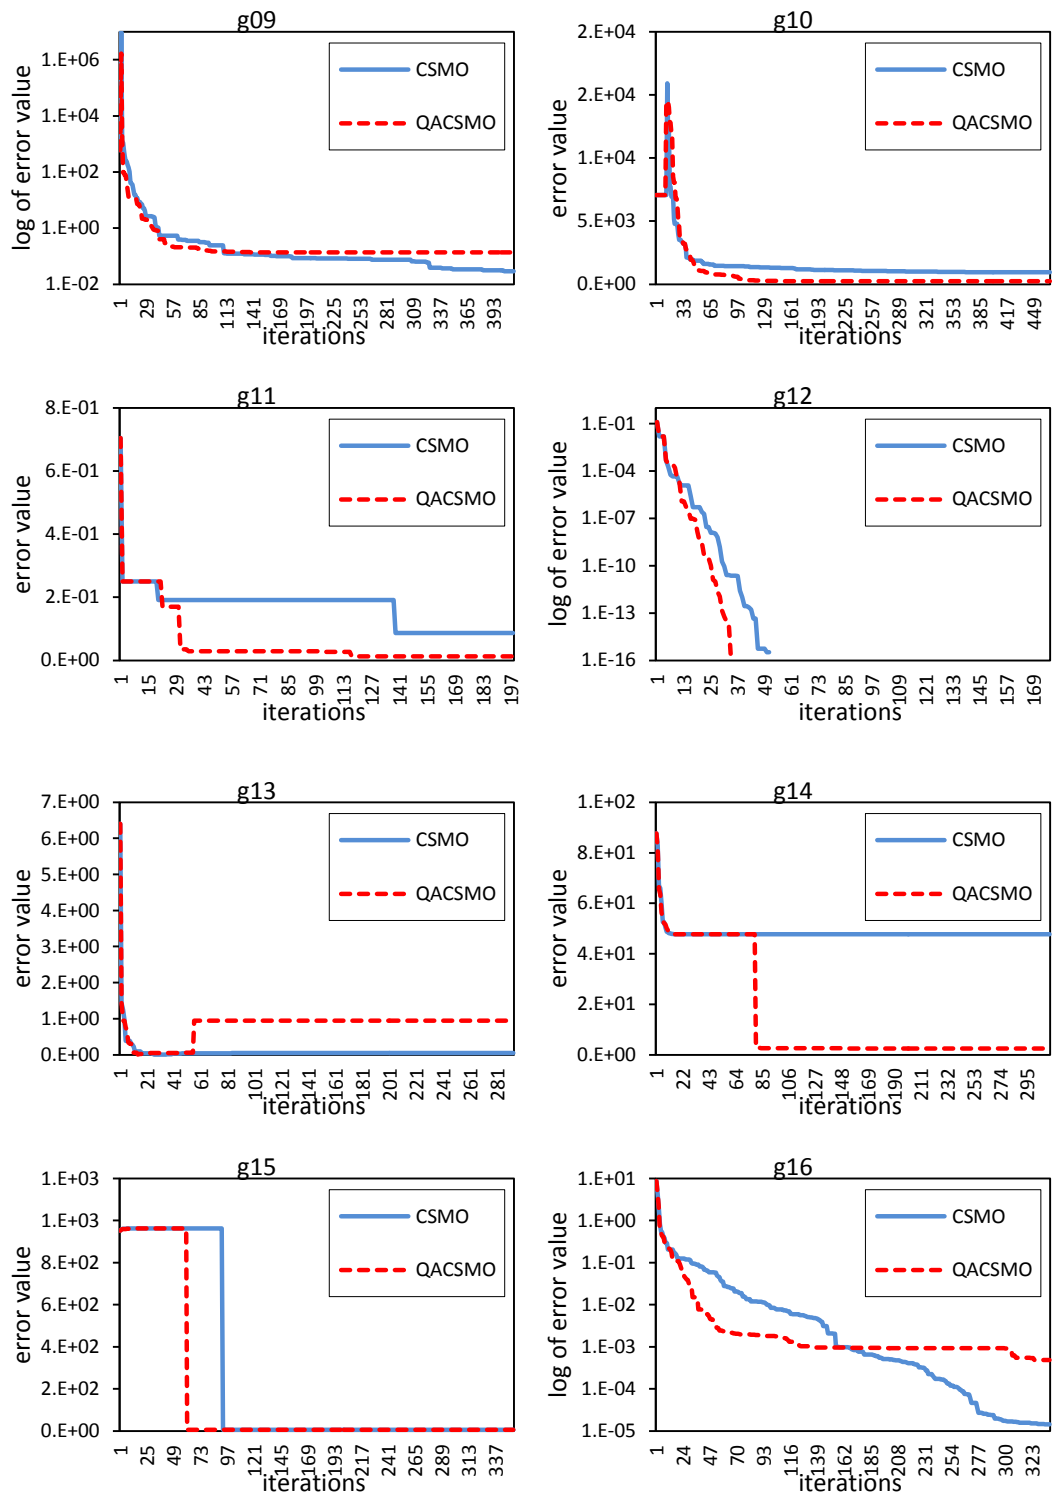 g09
log of error value
1.E+06
1.E+04
1.E+02
1.E+00
1.E-02
CSMO
QACSMO
1 29 57 85 113 141 169 197 225 253 281 309 337 365 393
iterations
g10
error value
2.E+04
2.E+04
1.E+04
5.E+03
0.E+00
CSMO
QACSMO
1 33 65 97 129 161 193 225 257 289 321 353 385 417 449
iterations
g11
error value
8.E-01
6.E-01
4.E-01
2.E-01
0.E+00
CSMO
QACSMO
1 15 29 43 57 71 85 99 113 127 141 155 169 183 197
iterations
g12
log of error value
1.E-01
1.E-04
1.E-07
1.E-10
1.E-13
1.E-16
CSMO
QACSMO
1 13 25 37 49 61 73 85 97 109 121 133 145 157 169
iterations
g13
error value
7.E+00
6.E+00
5.E+00
4.E+00
3.E+00
2.E+00
1.E+00
0.E+00
CSMO
QACSMO
1 21 41 61 81 101 121 141 161 181 201 221 241 261 281
iterations
g14
error value
1.E+02
8.E+01
6.E+01
4.E+01
2.E+01
0.E+00
CSMO
QACSMO
1 22 43 64 85 106 127 148 169 190 211 232 253 274 295
iterations
g15
error value
1.E+03
1.E+03
8.E+02
6.E+02
4.E+02
2.E+02
0.E+00
CSMO
QACSMO
1 25 49 73 97 121 145 169 193 217 241 265 289 313 337
iterations
g16
log of error value
1.E+01
1.E+00
1.E-01
1.E-02
1.E-03
1.E-04
1.E-05
CSMO
QACSMO
1 24 47 70 93 116 139 162 185 208 231 254 277 300 323
iterations